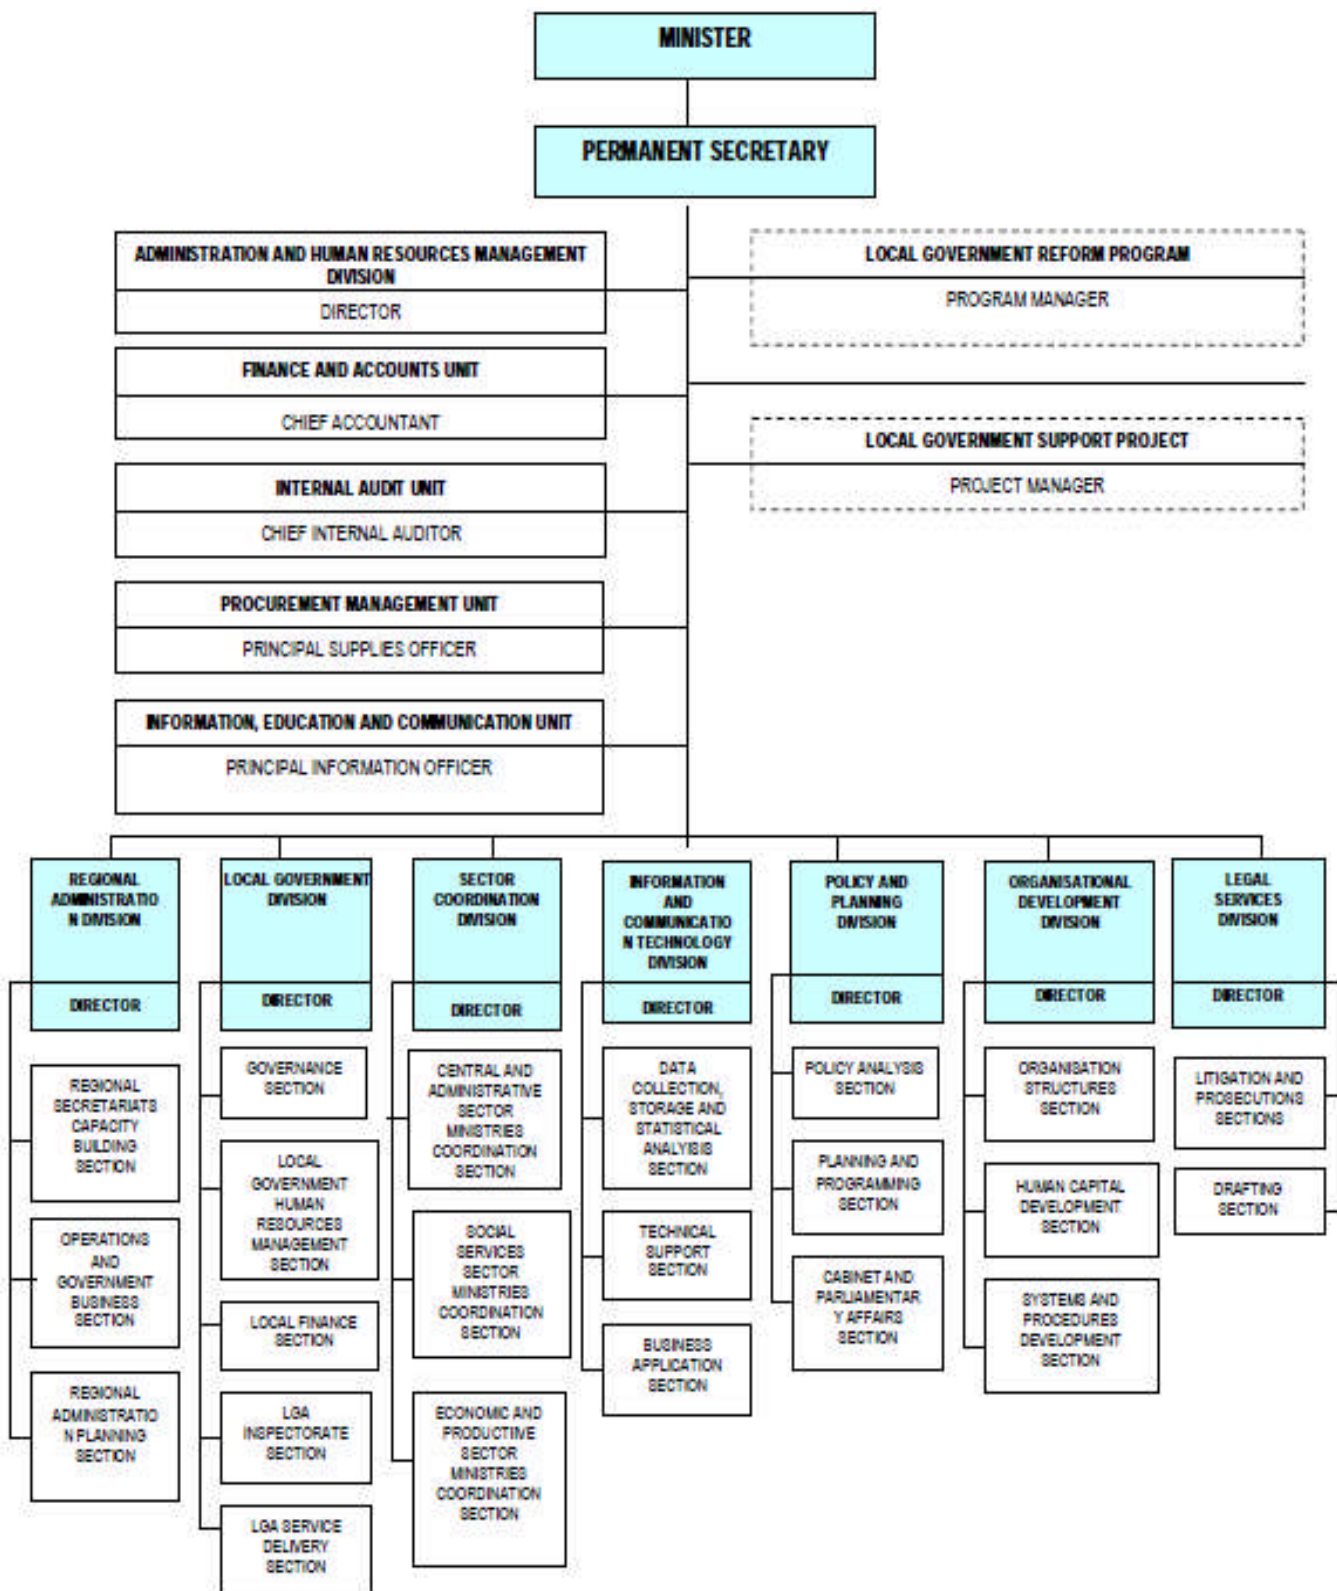 MINISTER
PERMANENT SECRETARY
ADMINISTRATION AND HUMAN RESOURCES MANAGEMENT
DIVISION
DIRECTOR
FINANCE AND ACCOUNTS UNIT
CHIEF ACCOUNTANT
INTERNAL AUDIT UNIT
CHIEF INTERNAL AUDITOR
PROCUREMENT MANAGEMENT UNIT
PRINCIPAL SUPPLIES OFFICER
INFORMATION, EDUCATION AND COMMUNICATION UNIT
PRINCIPAL INFORMATION OFFICER
LOCAL GOVERNMENT REFORM PROGRAM
PROGRAM MANAGER
LOCAL GOVERNMENT SUPPORT PROJECT
PROJECT MANAGER
REGIONAL
ADMINISTRATIO
N DIVISION
DIRECTOR
REGIONAL
SECRETARIATS
CAPACITY
BUILDING
SECTION
OPERATIONS
AND
GOVERNMENT
BUSINESS
SECTION
REGIONAL
ADMINISTRATIO
N PLANNING
SECTION
LOCAL GOVERNMENT
DIVISION
DIRECTOR
GOVERNANCE
SECTION
LOCAL
GOVERNMENT
HUMAN
RESOURCES
MANAGEMENT
SECTION
LOCAL FINANCE
SECTION
LGA
INSPECTORATE
SECTION
LGA SERVICE
DELIVERY
SECTION
SECTOR
COORDINATION
DIVISION
DIRECTOR
CENTRAL AND
ADMINISTRATIVE
SECTOR
MINISTRIES
COORDINATION
SECTION
SOCIAL
SERVICES
SECTOR
MINISTRIES
COORDINATION
SECTION
ECONOMIC AND
PRODUCTIVE
SECTOR
MINISTRIES
COORDINATION
SECTION
INFORMATION
AND
COMMUNICATIO
N TECHNOLOGY
DIVISION
DIRECTOR
DATA
COLLECTION,
STORAGE AND
STATISTICAL
ANALYISIS
SECTION
TECHNICAL
SUPPORT
SECTION
BUSINESS
APPLICATION
SECTION
POLICY AND
PLANNING
DIVISION
DIRECTOR
POLICY ANALYSIS
SECTION
PLANNING AND
PROGRAMMING
SECTION
CABINET AND
PARLIAMENTAR
Y AFFAIRS
SECTION
ORGANISATIONAL
DEVELOPMENT
DIVISION
DIRECTOR
ORGANISATION
STRUCTURES
SECTION
HUMAN CAPITAL
DEVELOPMENT
SECTION
SYSTEMS AND
PROCEDURES
DEVELOPMENT
SECTION
LEGAL
SERVICES
DIVISION
DIRECTOR
LITIGATION AND
PROSECUTIONS
SECTIONS
DRAFTING
SECTION